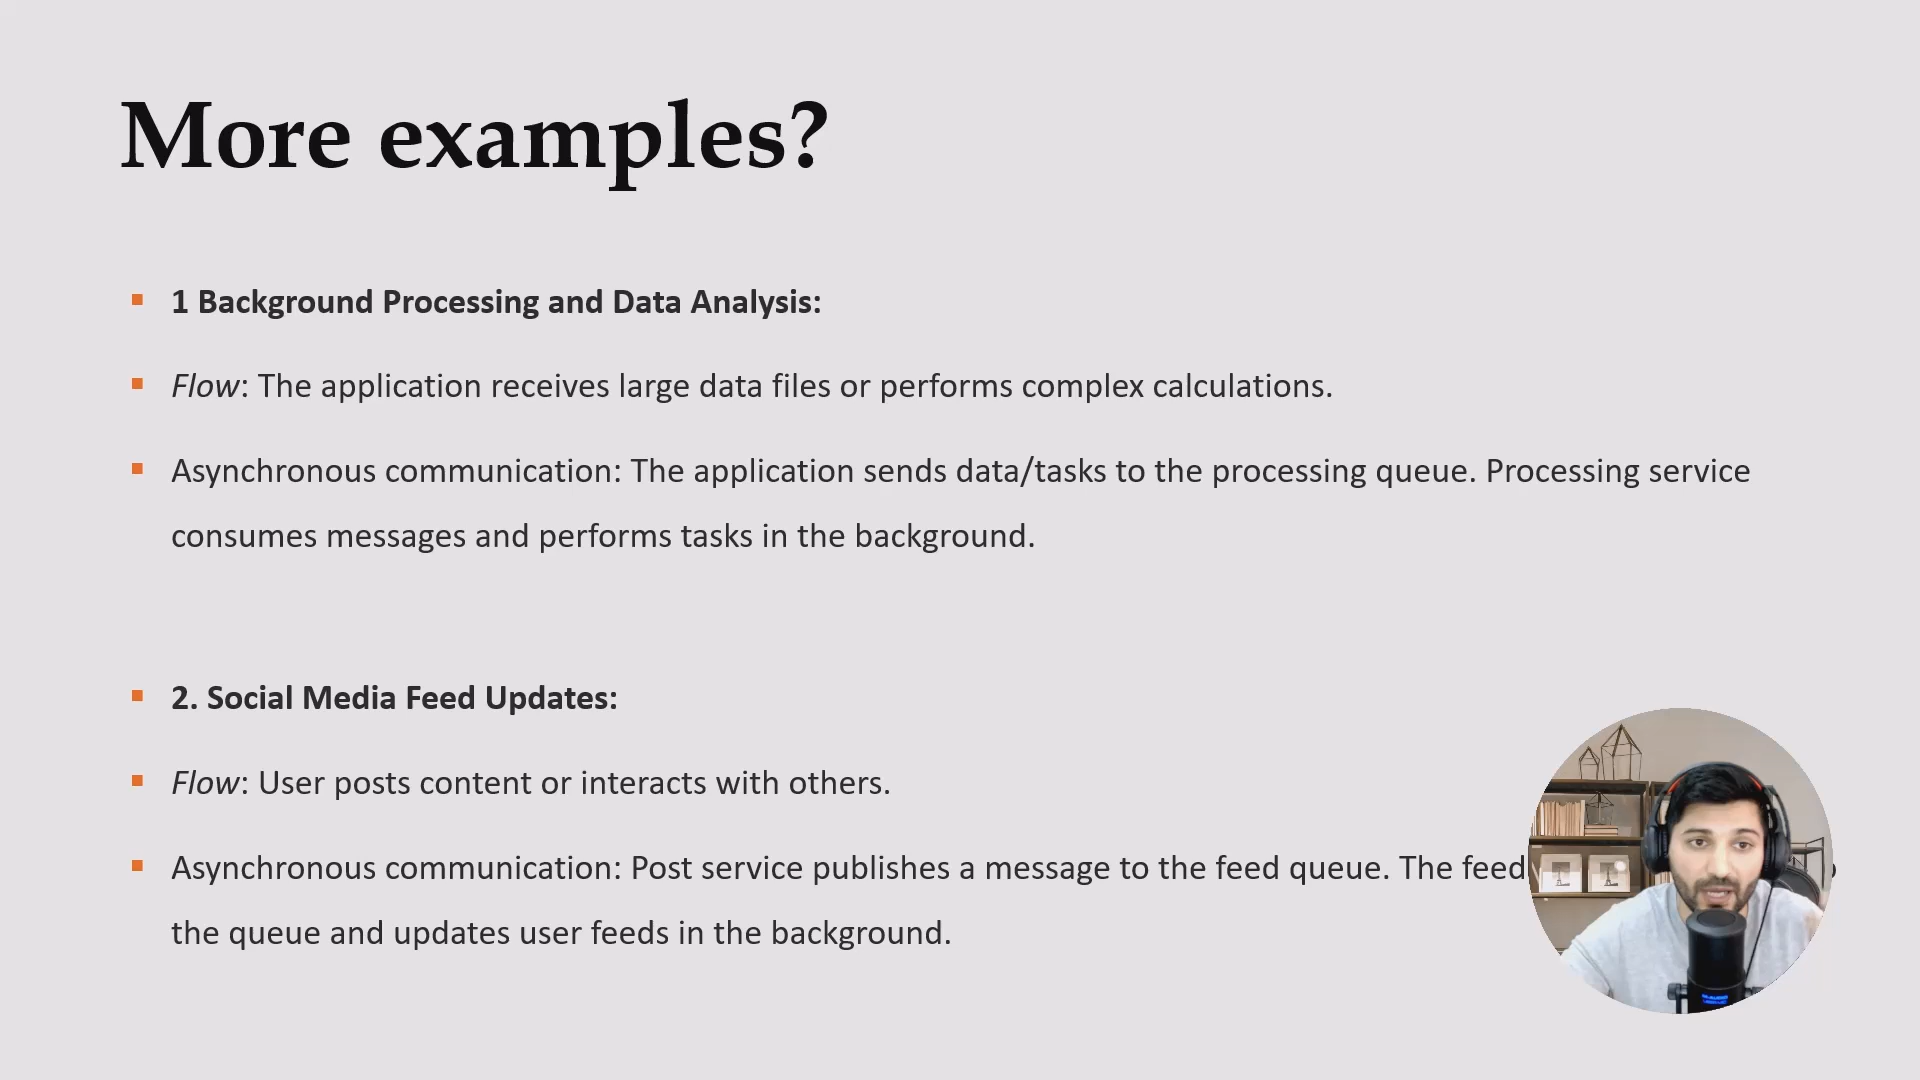 More examples?
1 Background Processing and Data Analysis:
Flow: The application receives large data files or performs complex calculations.
Asynchronous communication: The application sends data/tasks to the processing queue. Processing service
consumes messages and performs tasks in the background.
2. Social Media Feed Updates:
Flow: User posts content or interacts with others.
Asynchronous communication: Post service publishes a message to the feed queue. The feed
the queue and updates user feeds in the background.